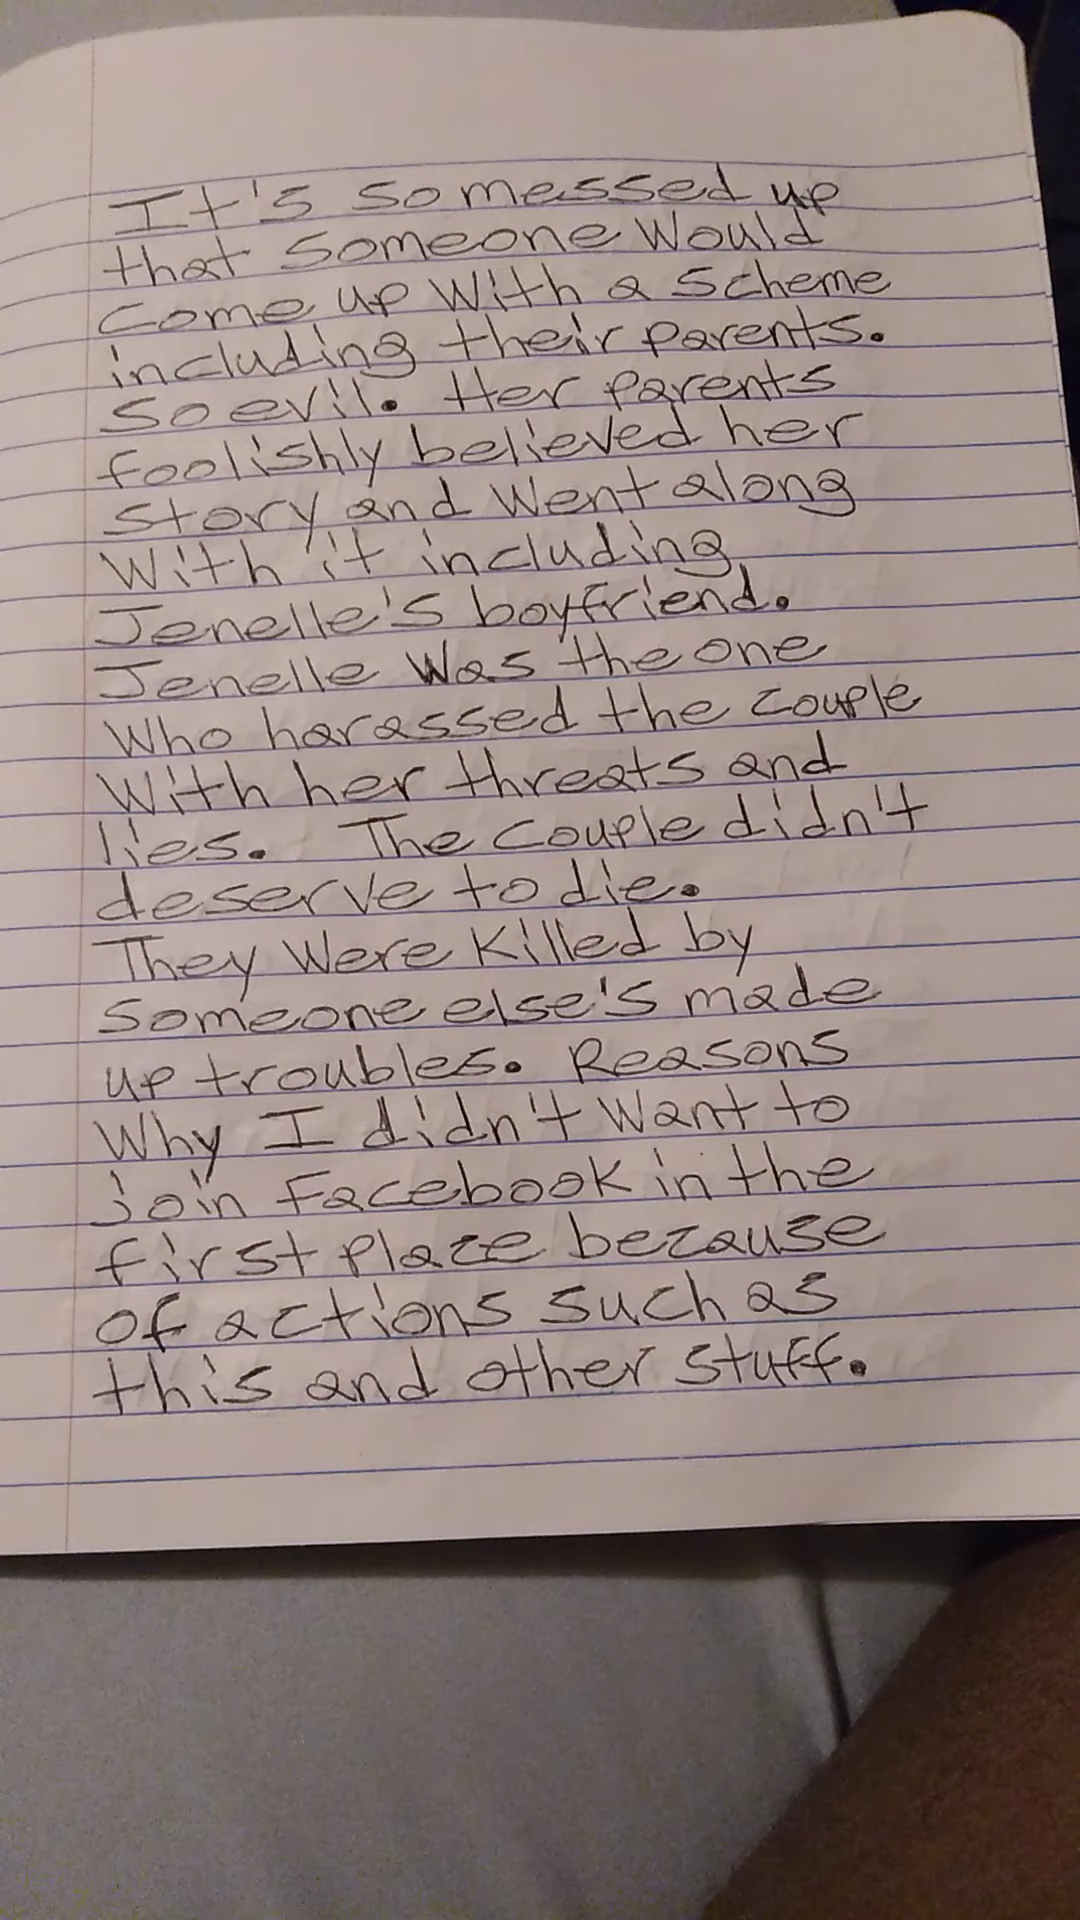 It's so messed up
that someone would
come up with a scheme
including their parents.
So evil. Her parents
foolishly believed her
story and went along
with it including
Jenelle's boyfriend.
Jenelle was the one
who harassed the couple
with her threats and
lies. The couple didn't
deserve to die.
They were killed by
someone else's made
up troubles. Reasons
why I didn't want to
join Facebook in the
first place because
of actions such as
this and other stuff.